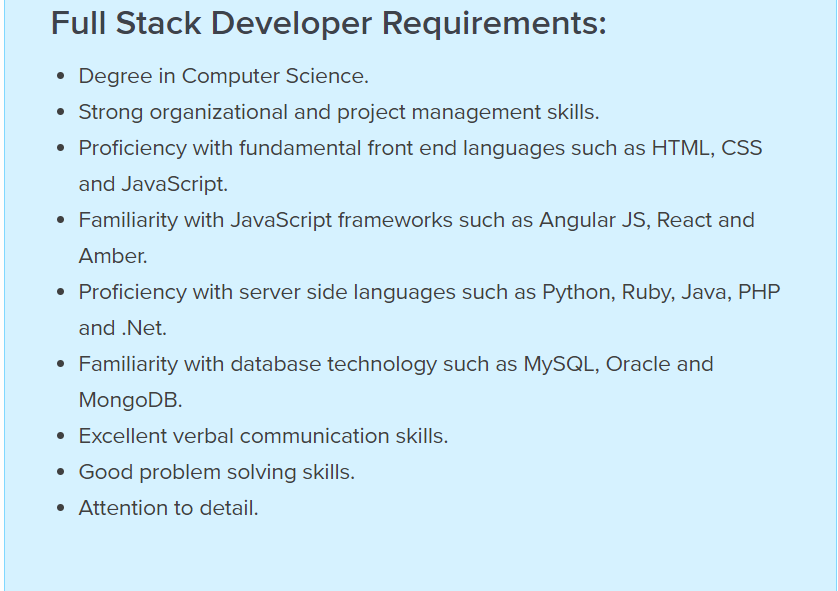 Full Stack Developer Requirements:
• Degree in Computer Science.
• Strong organizational and project management skills.
• Proficiency with fundamental front end languages such as HTML, CSS
and JavaScript.
• Familiarity with JavaScript frameworks such as Angular JS, React and
Amber.
• Proficiency with server side languages such as Python, Ruby, Java, PHP
and .Net.
• Familiarity with database technology such as MySQL, Oracle and
MongoDB.
• Excellent verbal communication skills.
• Good problem solving skills.
• Attention to detail.